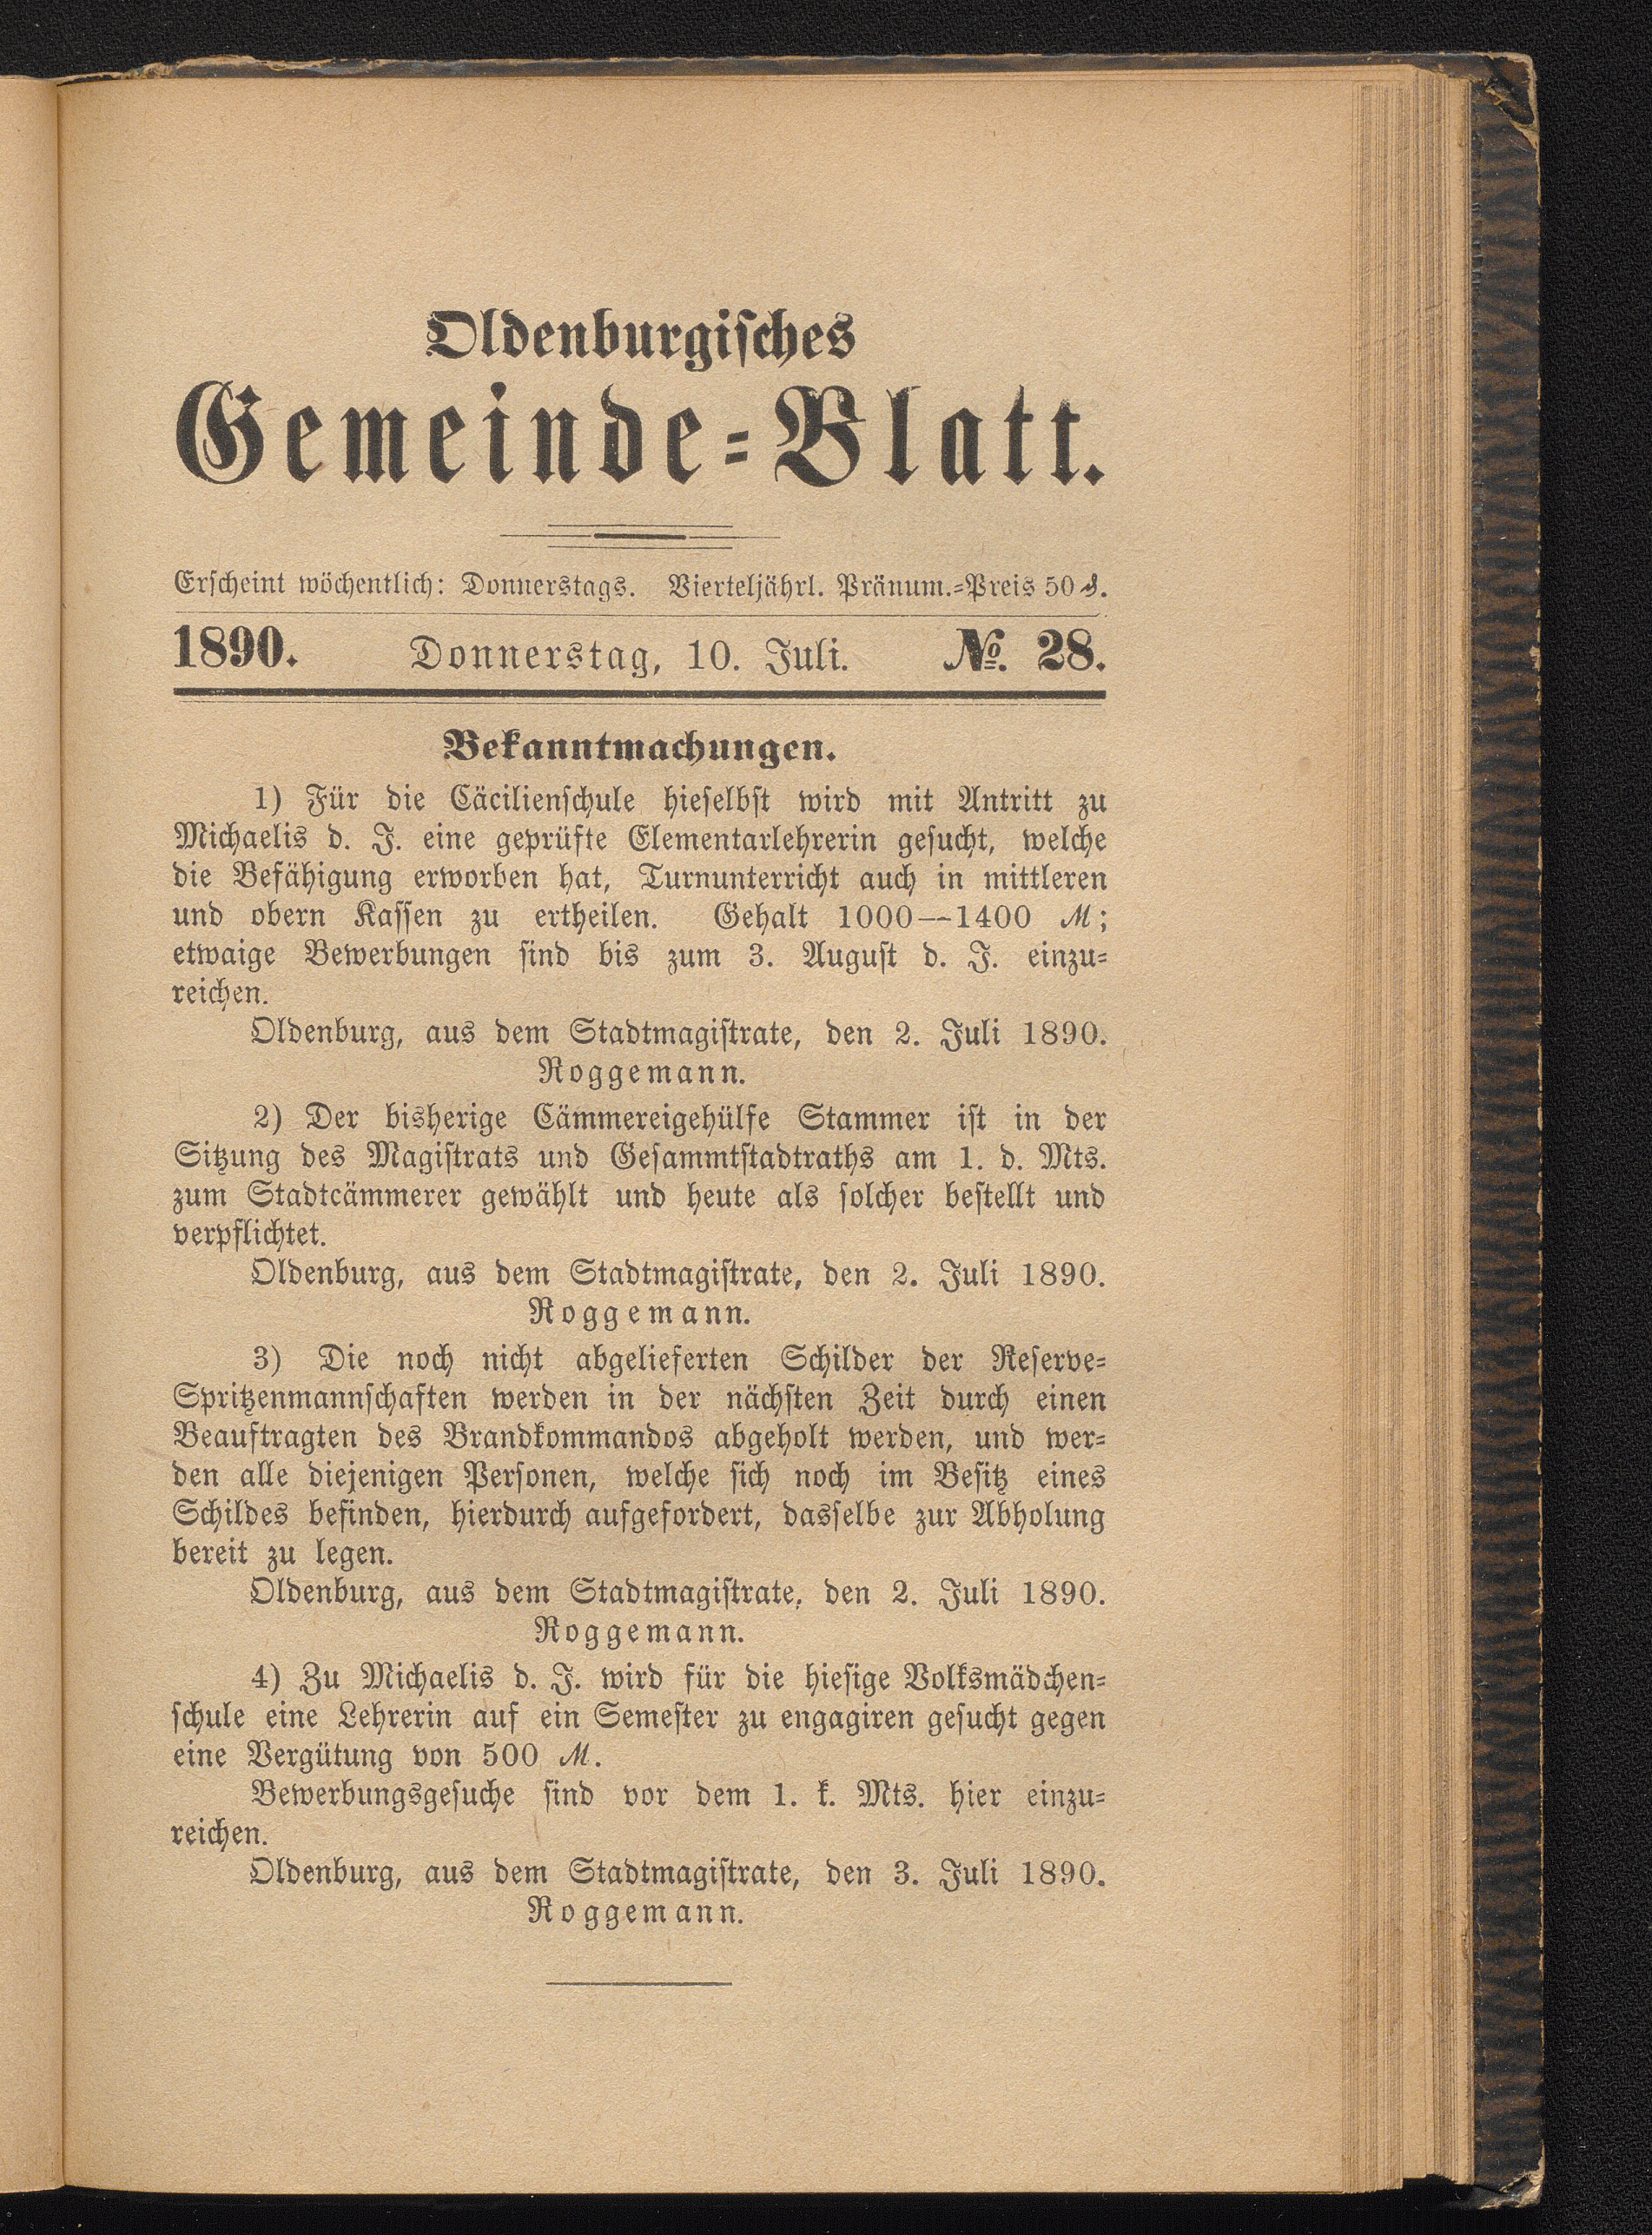 Oldenburgisches
Gemeinde-Blatt.
Erscheint wöchentlich: Donnerstags. Vierteljährl. Pränum.-Preis 50 ₰.
1890. Donnerstag, 10. Juli. №. 28.
Bekanntmachungen.
1) Für die Cäcilienschule hieselbst wird mit Antritt zu
Michaelis d. J. eine geprüfte Elementarlehrerin gesucht, welche
die Befähigung erworben hat, Turnunterricht auch in mittleren
und obern Kassen zu ertheilen. Gehalt 1000—1400 ℳ;
etwaige Bewerbungen sind bis zum 3. August d. J. einzu-
reichen.
Oldenburg, aus dem Stadtmagistrate, den 2. Juli 1890.
Roggemann.
2) Der bisherige Cämmereigehülfe Stammer ist in der
Sitzung des Magistrats und Gesammtstadtraths am 1. d. Mts.
zum Stadtcämmerer gewählt und heute als solcher bestellt und
verpflichtet.
Oldenburg, aus dem Stadtmagistrate, den 2. Juli 1890.
Roggemann.
3) Die noch nicht abgelieferten Schilder der Reserve-
Spritzenmannschaften werden in der nächsten Zeit durch einen
Beauftragten des Brandkommandos abgeholt werden, und wer-
den alle diejenigen Personen, welche sich noch im Besitz eines
Schildes befinden, hierdurch aufgefordert, dasselbe zur Abholung
bereit zu legen.
Oldenburg, aus dem Stadtmagistrate, den 2. Juli 1890.
Roggemann.
4) Zu Michaelis d. J. wird für die hiesige Volksmädchen-
schule eine Lehrerin auf ein Semester zu engagiren gesucht gegen
eine Vergütung von 500 ℳ.
Bewerbungsgesuche sind vor dem 1. k. Mts. hier einzu-
reichen.
Oldenburg, aus dem Stadtmagistrate, den 3. Juli 1890.
Roggemann.